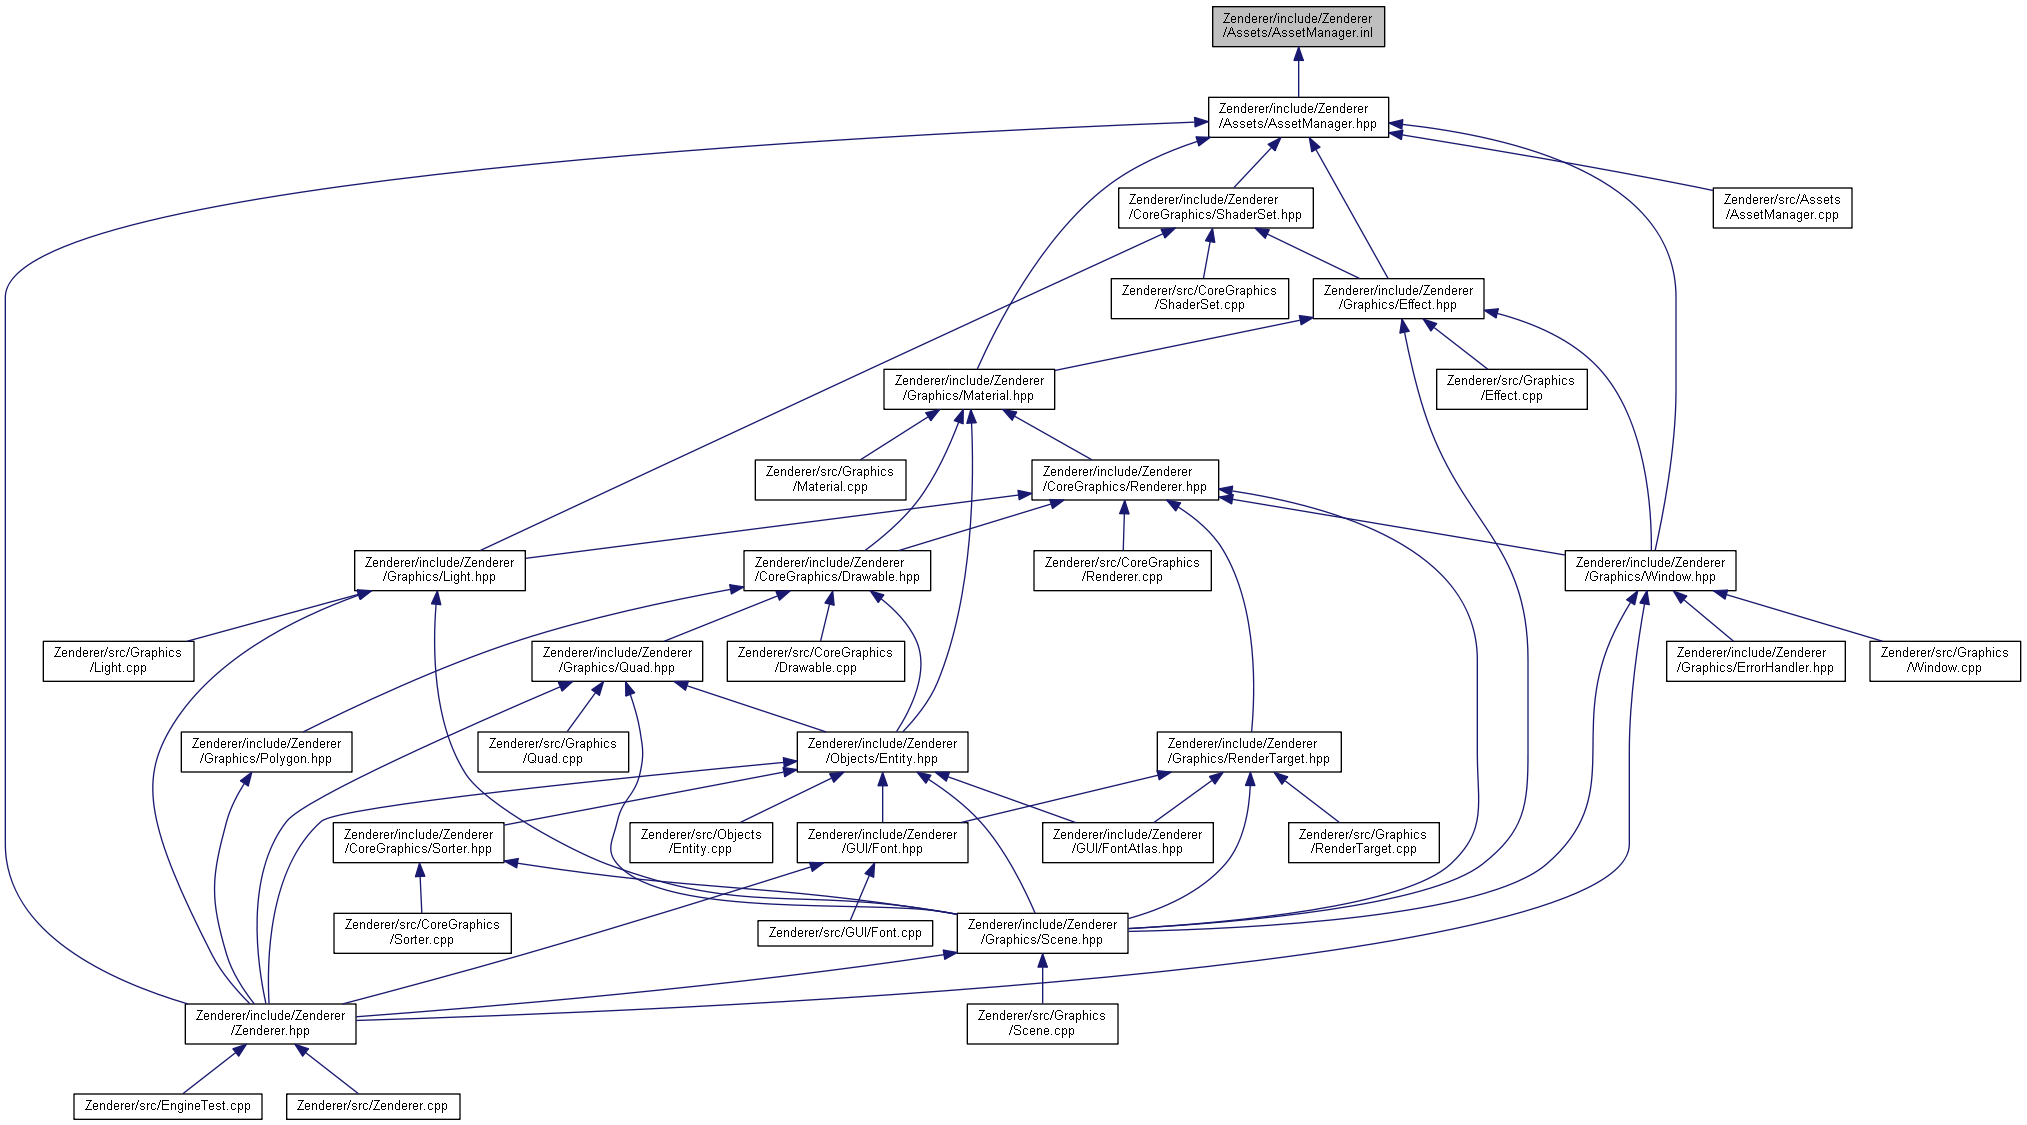 Zenderer/include/Zenderer
/Assets/AssetManager.inl
Zenderer/include/Zenderer
/Assets/AssetManager.hpp
Zenderer/include/Zenderer
/CoreGraphics/ShaderSet.hpp
Zenderer/src/Assets
/AssetManager.cpp
Zenderer/src/CoreGraphics
/ShaderSet.cpp
Zenderer/include/Zenderer
/Graphics/Effect.hpp
Zenderer/include/Zenderer
/Graphics/Material.hpp
Zenderer/src/Graphics
/Effect.cpp
Zenderer/src/Graphics
/Material.cpp
Zenderer/include/Zenderer
/CoreGraphics/Renderer.hpp
Zenderer/include/Zenderer
/Graphics/Light.hpp
Zenderer/include/Zenderer
/CoreGraphics/Drawable.hpp
Zenderer/src/CoreGraphics
/Renderer.cpp
Zenderer/include/Zenderer
/Graphics/Window.hpp
Zenderer/src/Graphics
/Light.cpp
Zenderer/include/Zenderer
/Graphics/Quad.hpp
Zenderer/src/CoreGraphics
/Drawable.cpp
Zenderer/include/Zenderer
/Graphics/ErrorHandler.hpp
Zenderer/src/Graphics
/Window.cpp
Zenderer/include/Zenderer
/Graphics/Polygon.hpp
Zenderer/src/Graphics
/Quad.cpp
Zenderer/include/Zenderer
/Objects/Entity.hpp
Zenderer/include/Zenderer
/Graphics/RenderTarget.hpp
Zenderer/include/Zenderer
/CoreGraphics/Sorter.hpp
Zenderer/src/Objects
/Entity.cpp
Zenderer/include/Zenderer
/GUI/Font.hpp
Zenderer/include/Zenderer
/GUI/FontAtlas.hpp
Zenderer/src/Graphics
/RenderTarget.cpp
Zenderer/src/CoreGraphics
/Sorter.cpp
Zenderer/src/GUI/Font.cpp
Zenderer/include/Zenderer
/Graphics/Scene.hpp
Zenderer/include/Zenderer
/Zenderer.hpp
Zenderer/src/Graphics
/Scene.cpp
Zenderer/src/EngineTest.cpp
Zenderer/src/Zenderer.cpp